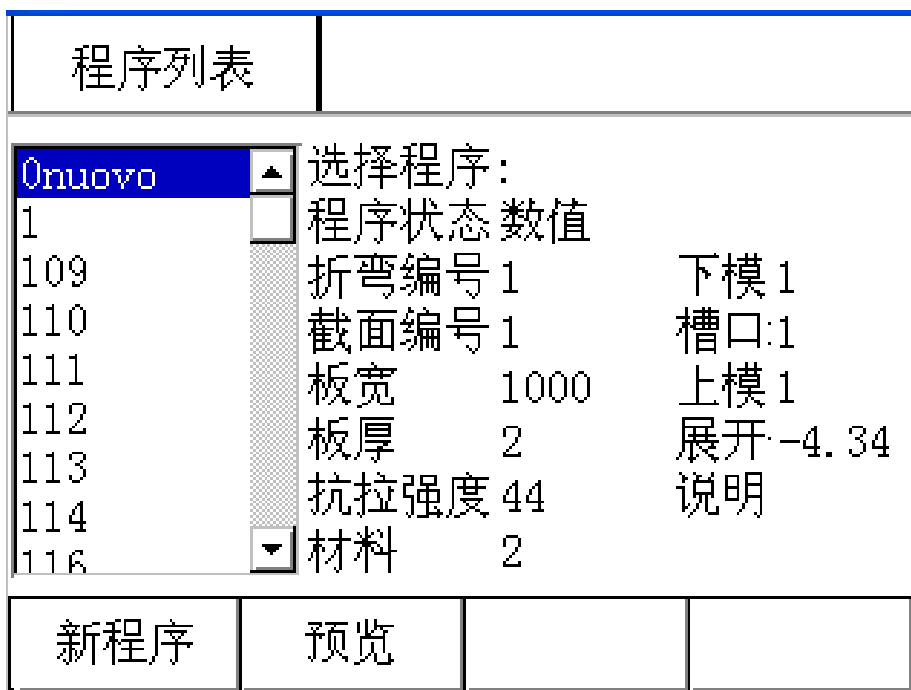 程序列表
0nuovo
1
109
110
111
112
113
114
116
选择程序:
程序状态 数值
折弯编号 1 下模 1
截面编号 1 槽口:1
板宽 1000 上模 1
板厚 2 展开 -4.34
抗拉强度 44 说明
材料 2
新程序 预览